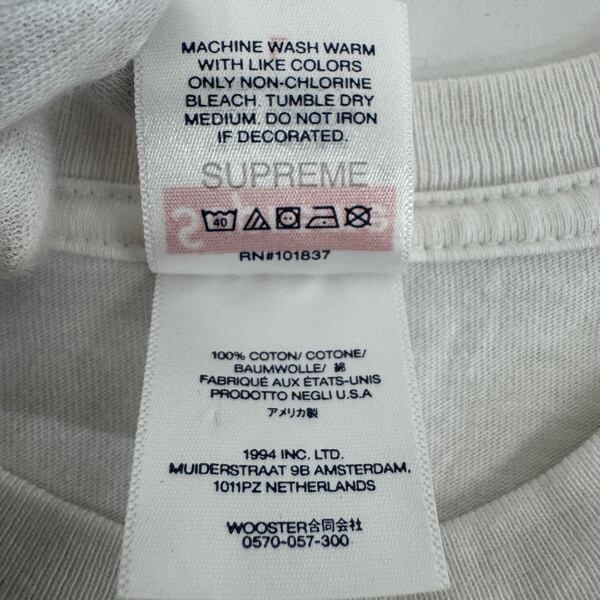 MACHINE WASH WARM
WITH LIKE COLORS
ONLY NON-CHLORINE
BLEACH. TUMBLE DRY
MEDIUM. DO NOT IRON
IF DECORATED.
SUPREME
40
RN#101837
100% COTON/ COTONE/
BAUMWOLLE/ 綿
FABRIQUÉ AUX ÉTATS-UNIS
PRODOTTO NEGLI U.S.A
アメリカ製
1994 INC. LTD.
MUIDERSTRAAT 9B AMSTERDAM,
1011PZ NETHERLANDS
WOOSTER合同会社
0570-057-300